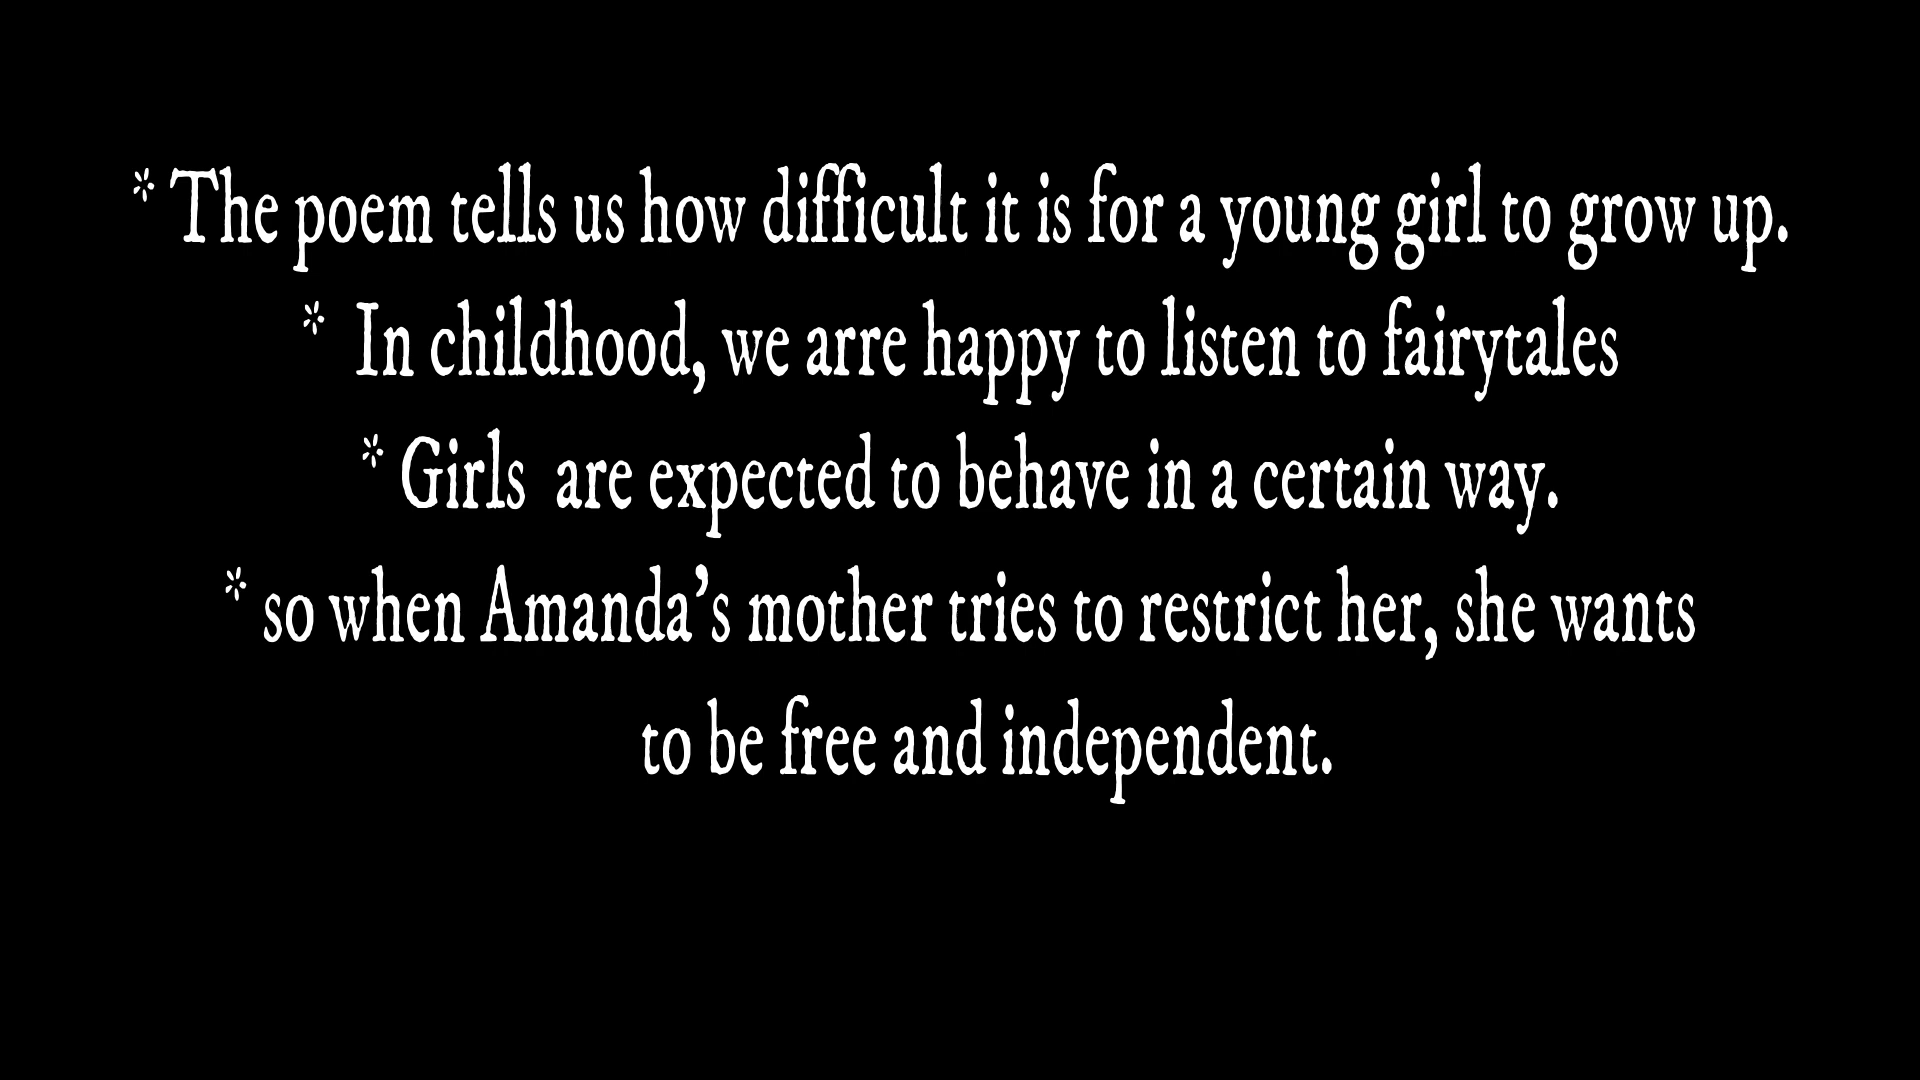 * The poem tells us how difficult it is for a young girl to grow up.
* In childhood, we arre happy to listen to fairytales
* Girls are expected to behave in a certain way.
* so when Amanda's mother tries to restrict her, she wants
to be free and independent.